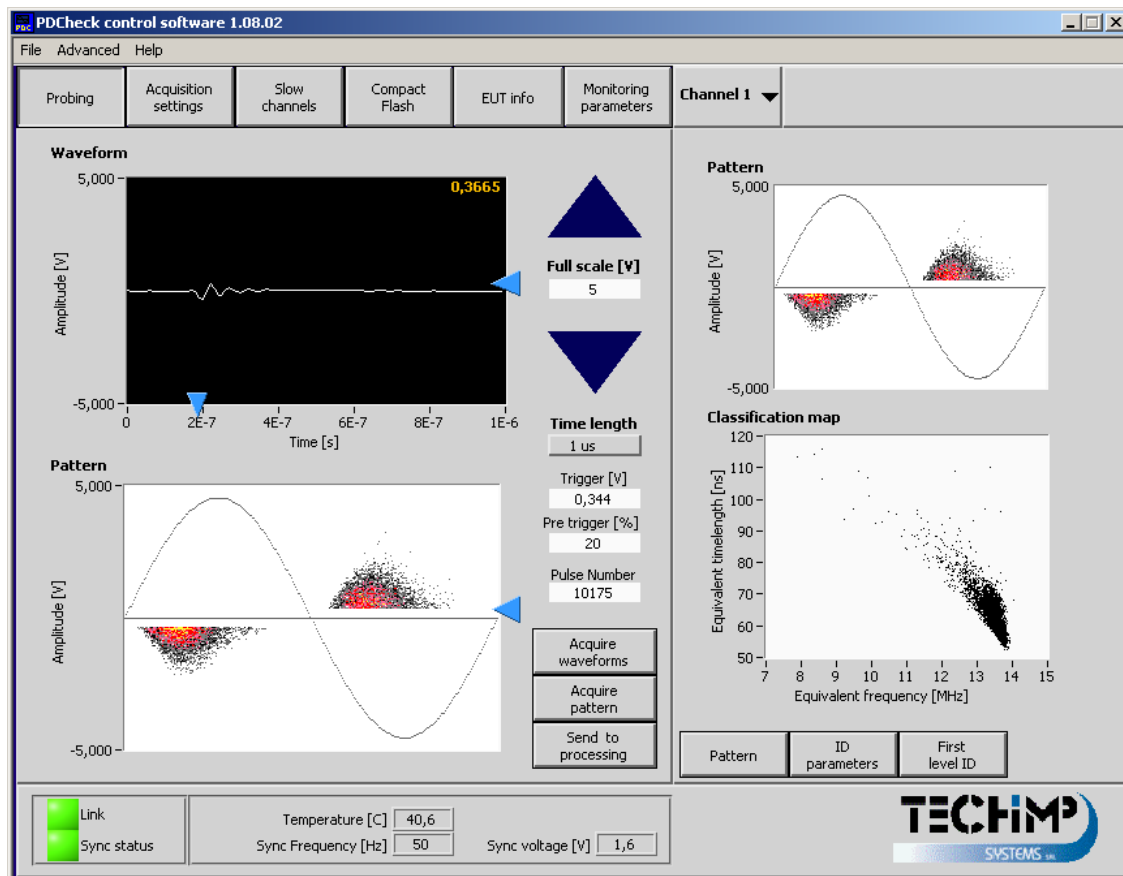 PDCheck control software 1.08.02
File Advanced Help
Probing
Acquisition
settings
Slow
channels
Compact
Flash
EUT info
Monitoring
parameters
Channel 1
Waveform
5,000
0,3665
Amplitude [V]
-5,000
0 2E-7 4E-7 6E-7 8E-7 1E-6
Time [s]
Full scale [V]
5
Time length
1 us
Trigger [V]
0,344
Pre trigger [%]
20
Pulse Number
10175
Pattern
5,000
Amplitude [V]
-5,000
Acquire
waveforms
Acquire
pattern
Send to
processing
Pattern
5,000
Amplitude [V]
-5,000
Classification map
120
110
100
90
80
70
60
50
Equivalent timelength [ns]
7 8 9 10 11 12 13 14 15
Equivalent frequency [MHz]
Pattern
ID
parameters
First
level ID
Link
Sync status
Temperature [C] 40,6
Sync Frequency [Hz] 50 Sync voltage [V] 1,6
TECHIMP
SYSTEMS SRL